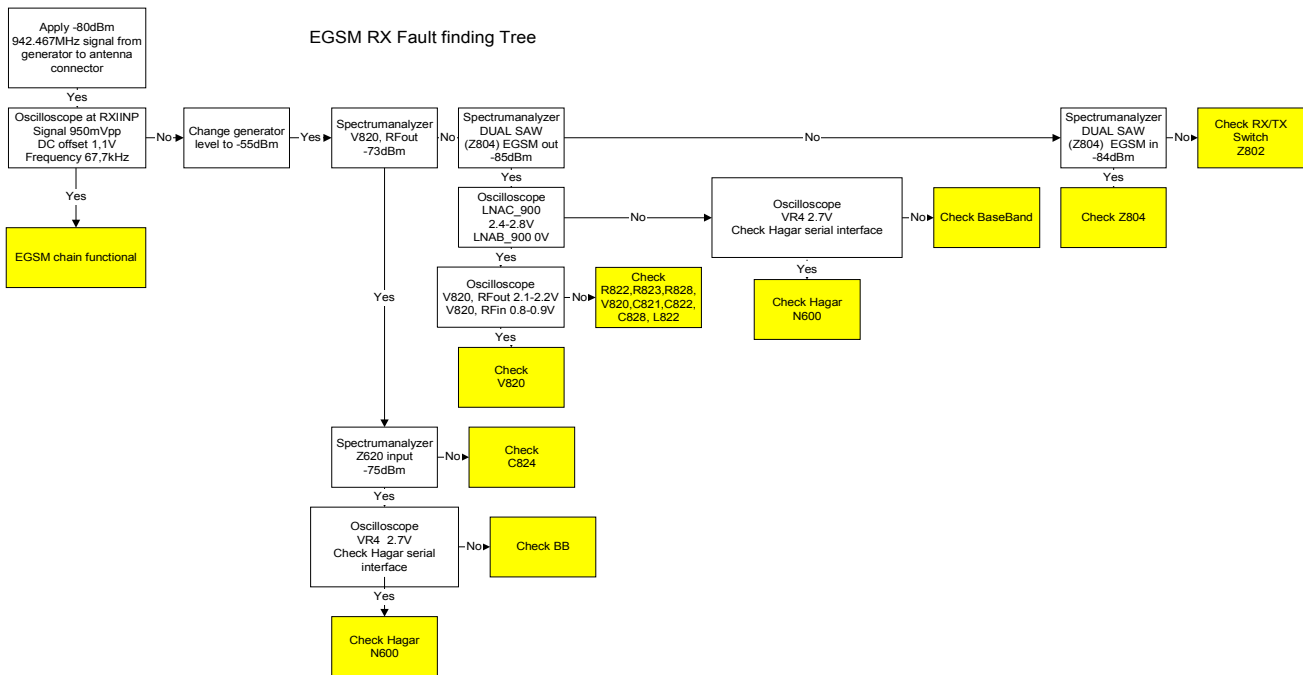 EGSM RX Fault finding Tree
Apply -80dBm
942.467MHz signal from
generator to antenna
connector
Yes
Oscilloscope at RXIINP
Signal 950mVpp
DC offset 1,1V
Frequency 67,7kHz
No
Change generator
level to -55dBm
Yes
Spectrumanalyzer
V820, RFout
-73dBm
No
Spectrumanalyzer
DUAL SAW
(Z804) EGSM out
-85dBm
No
Spectrumanalyzer
DUAL SAW
(Z804)  EGSM in
-84dBm
No
Check RX/TX
Switch
Z802
Yes
EGSM chain functional
Yes
Oscilloscope
LNAC_900
2.4-2.8V
LNAB_900 0V
No
Oscilloscope
VR4 2.7V
Check Hagar serial interface
No
Check BaseBand
Yes
Check Z804
Yes
Oscilloscope
V820, RFout 2.1-2.2V
V820, RFin 0.8-0.9V
No
Check
R822,R823,R828,
V820,C821,C822,
C828, L822
Yes
Check Hagar
N600
Yes
Check
V820
Yes
Spectrumanalyzer
Z620 input
-75dBm
No
Check
C824
Yes
Oscilloscope
VR4  2.7V
Check Hagar serial
interface
No
Check BB
Yes
Check Hagar
N600